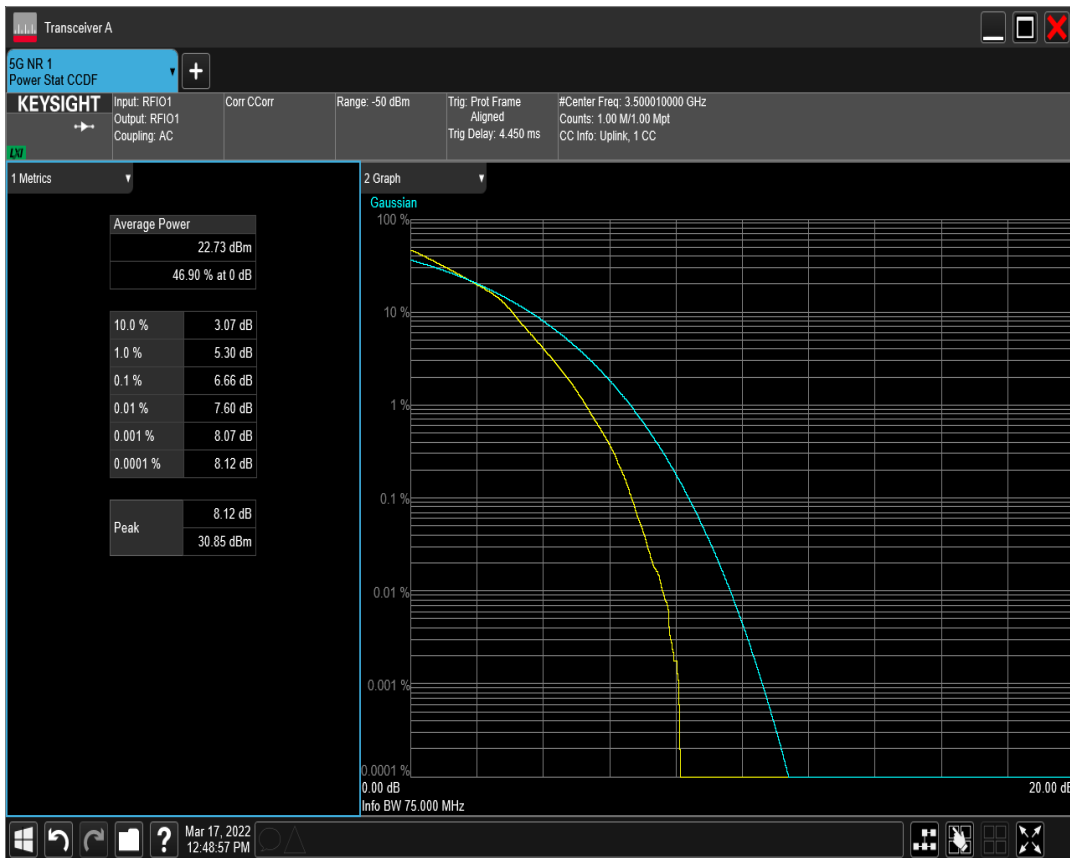 Transceiver A
5G NR 1
Power Stat CCDF
KEYSIGHT
LXI
Input: RFIO1
Output: RFIO1
Coupling: AC
Corr CCorr
Range: -50 dBm
Trig: Prot Frame
Aligned
Trig Delay: 4.450 ms
#Center Freq: 3.500010000 GHz
Counts: 1.00 M/1.00 Mpt
CC Info: Uplink, 1 CC
1 Metrics
Average Power
22.73 dBm
46.90 % at 0 dB
10.0 % 3.07 dB
1.0 % 5.30 dB
0.1 % 6.66 dB
0.01 % 7.60 dB
0.001 % 8.07 dB
0.0001 % 8.12 dB
Peak
8.12 dB
30.85 dBm
2 Graph
Gaussian
100 %
10 %
1 %
0.1 %
0.01 %
0.001 %
0.0001 %
0.00 dB
20.00 dB
Info BW 75.000 MHz
Mar 17, 2022
12:48:57 PM